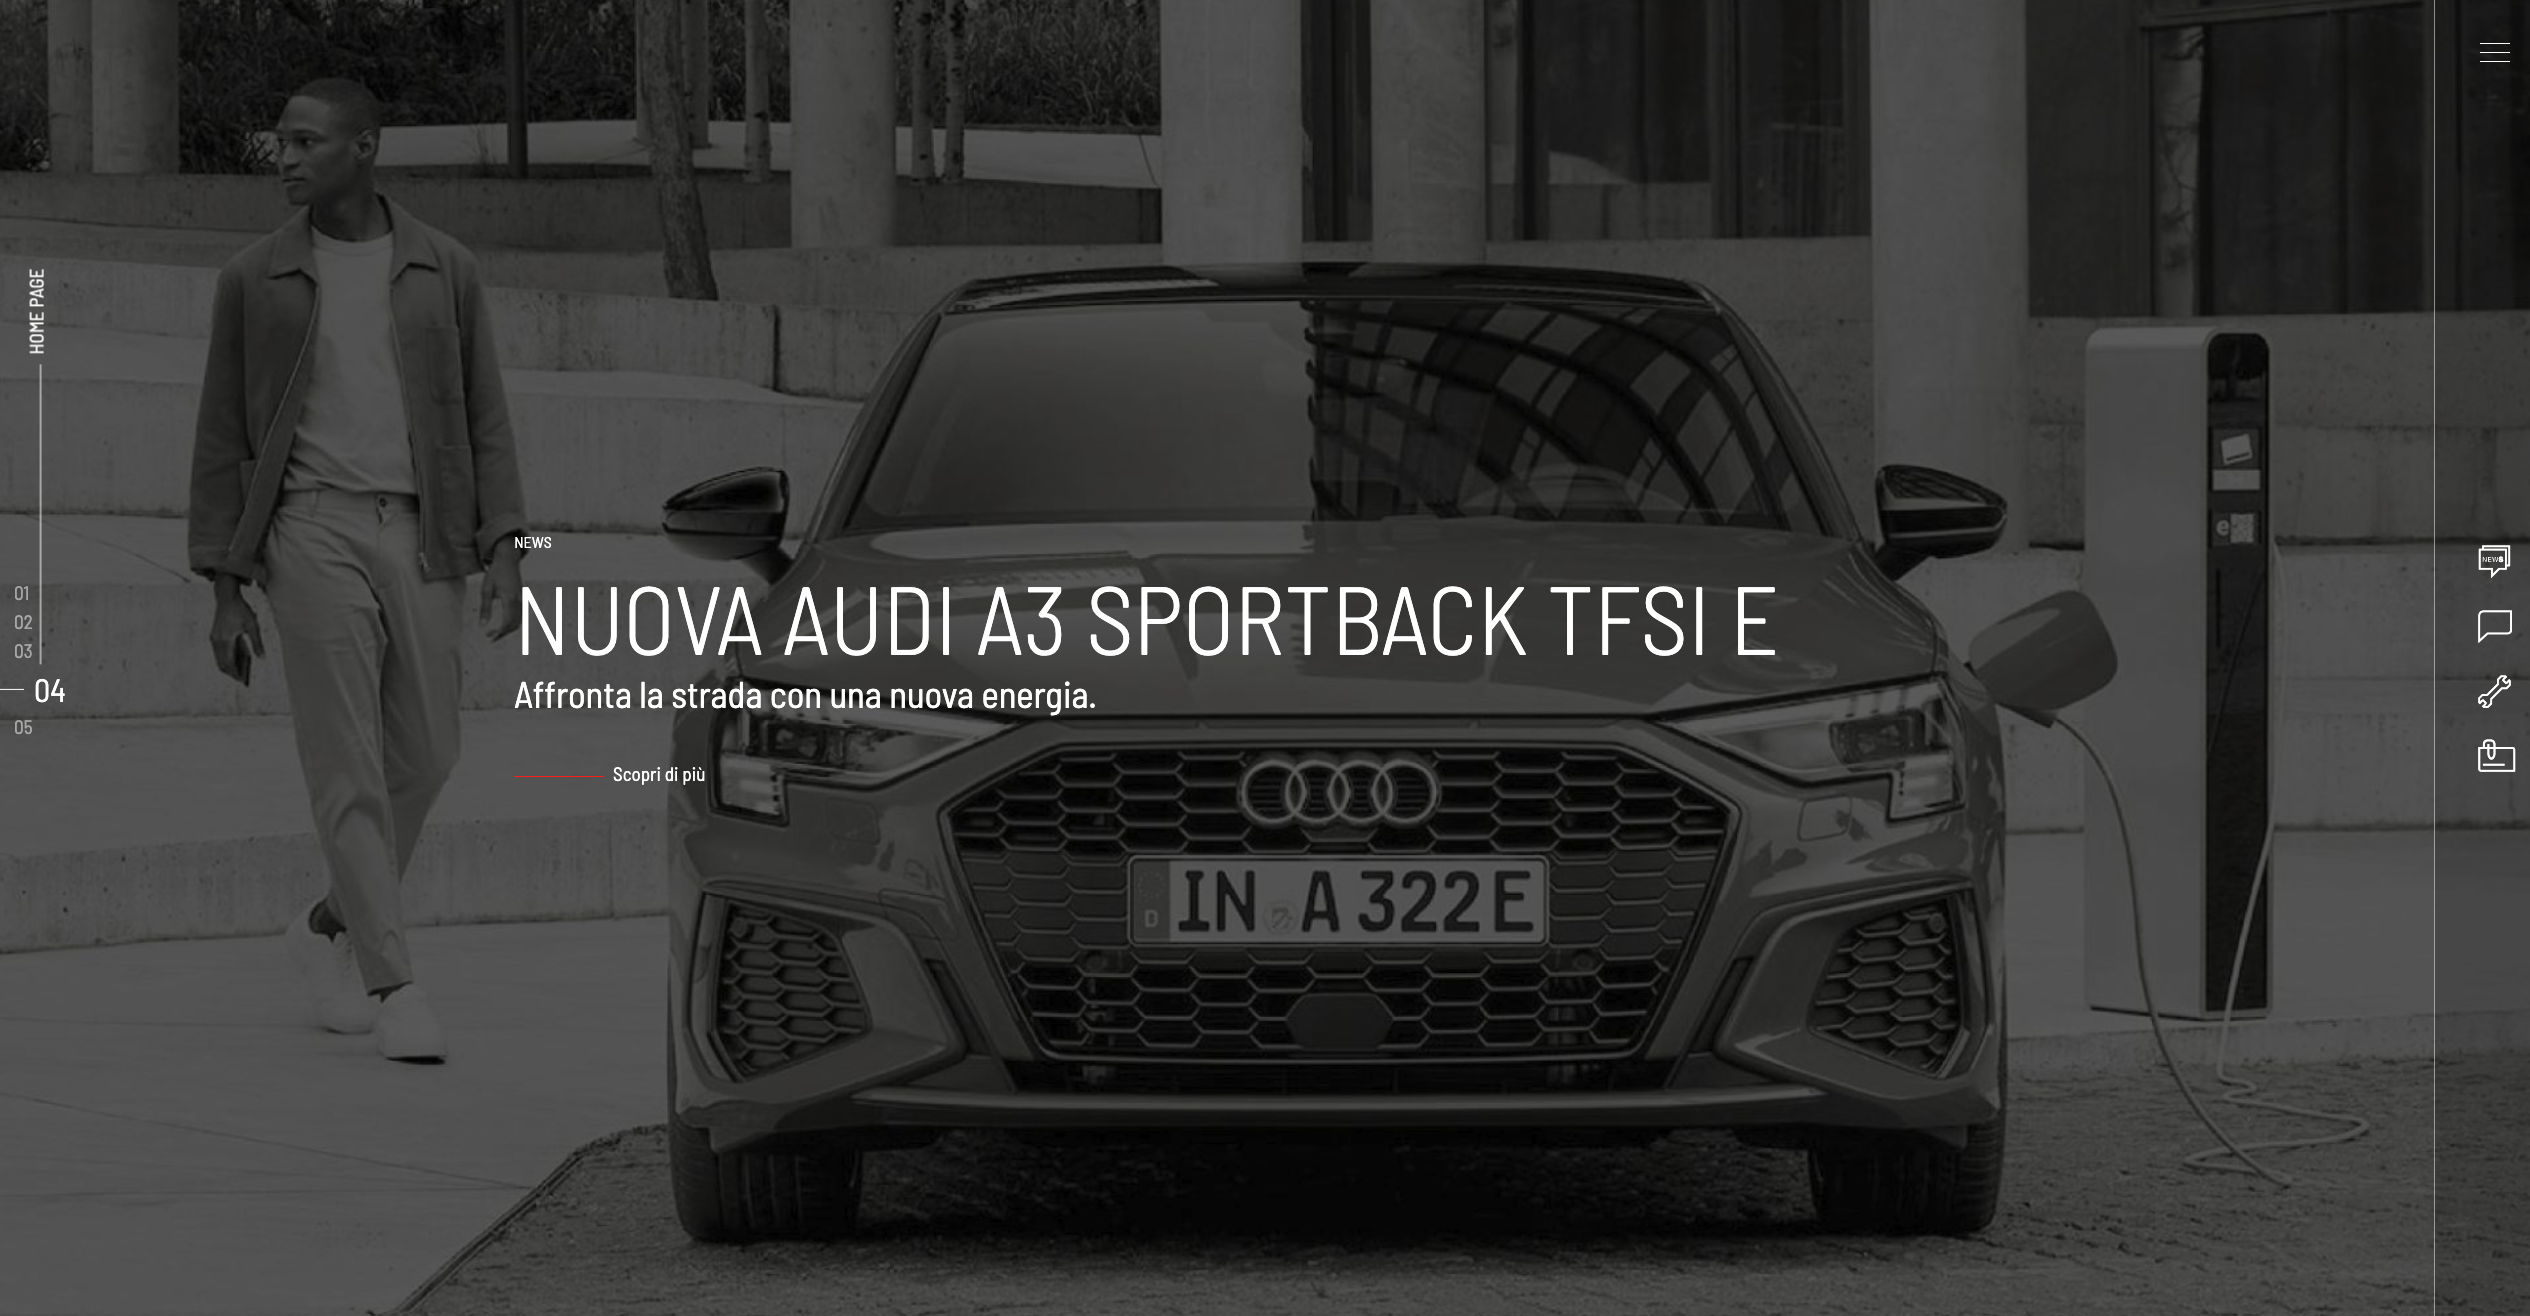 HOME PAGE
01
02
03
04
05
NEWS
NUOVA AUDI A3 SPORTBACK TFSI E
Affronta la strada con una nuova energia.
Scopri di più
NEWS
e
D IN A 322 E